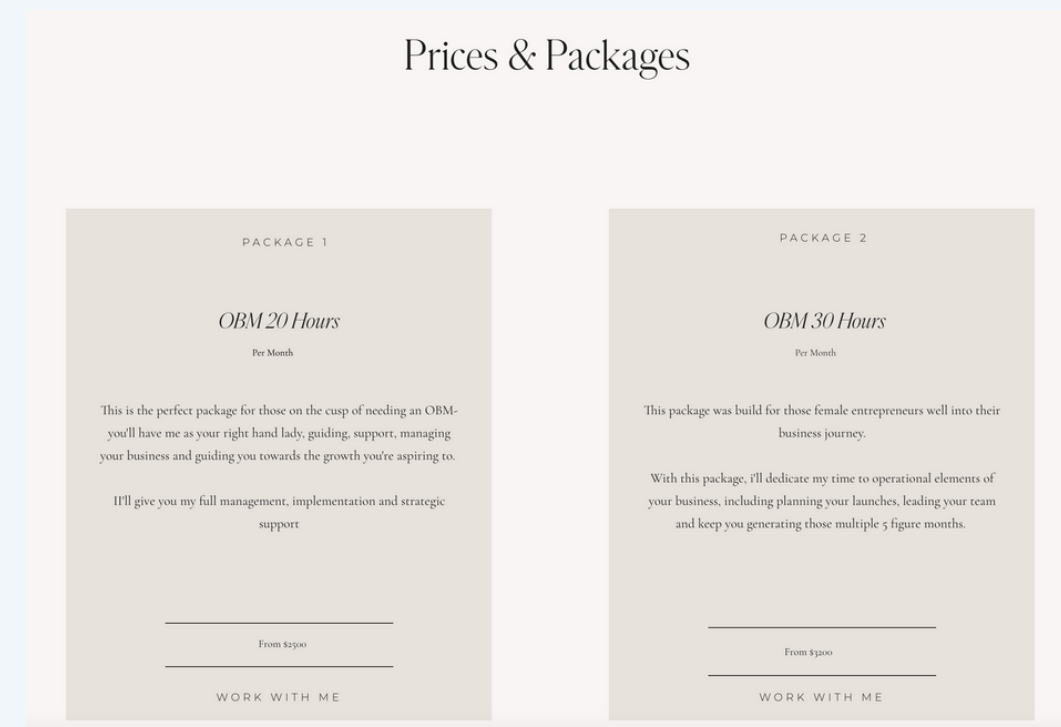 Prices & Packages
PACKAGE 1
OBM 20 Hours
Per Month
This is the perfect package for those on the cusp of needing an OBM-
you'll have me as your right hand lady, guiding, support, managing
your business and guiding you towards the growth you're aspiring to.
II'll give you my full management, implementation and strategic
support
From $2500
WORK WITH ME
PACKAGE 2
OBM 30 Hours
Per Month
This package was build for those female entrepreneurs well into their
business journey.
With this package, i'll dedicate my time to operational elements of
your business, including planning your launches, leading your team
and keep you generating those multiple 5 figure months.
From $3200
WORK WITH ME